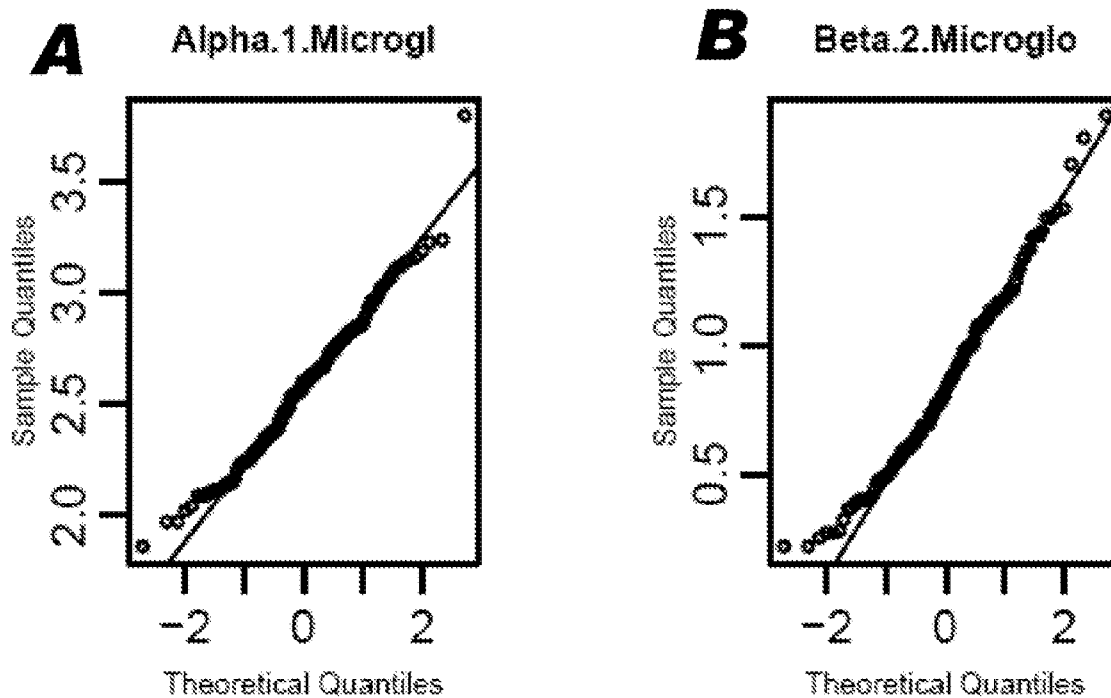 A Alpha.1.Microgl
Sample Quantiles
3.5
3.0
2.5
2.0
−2 0 2
Theoretical Quantiles
B Beta.2.Microglo
Sample Quantiles
1.5
1.0
0.5
−2 0 2
Theoretical Quantiles